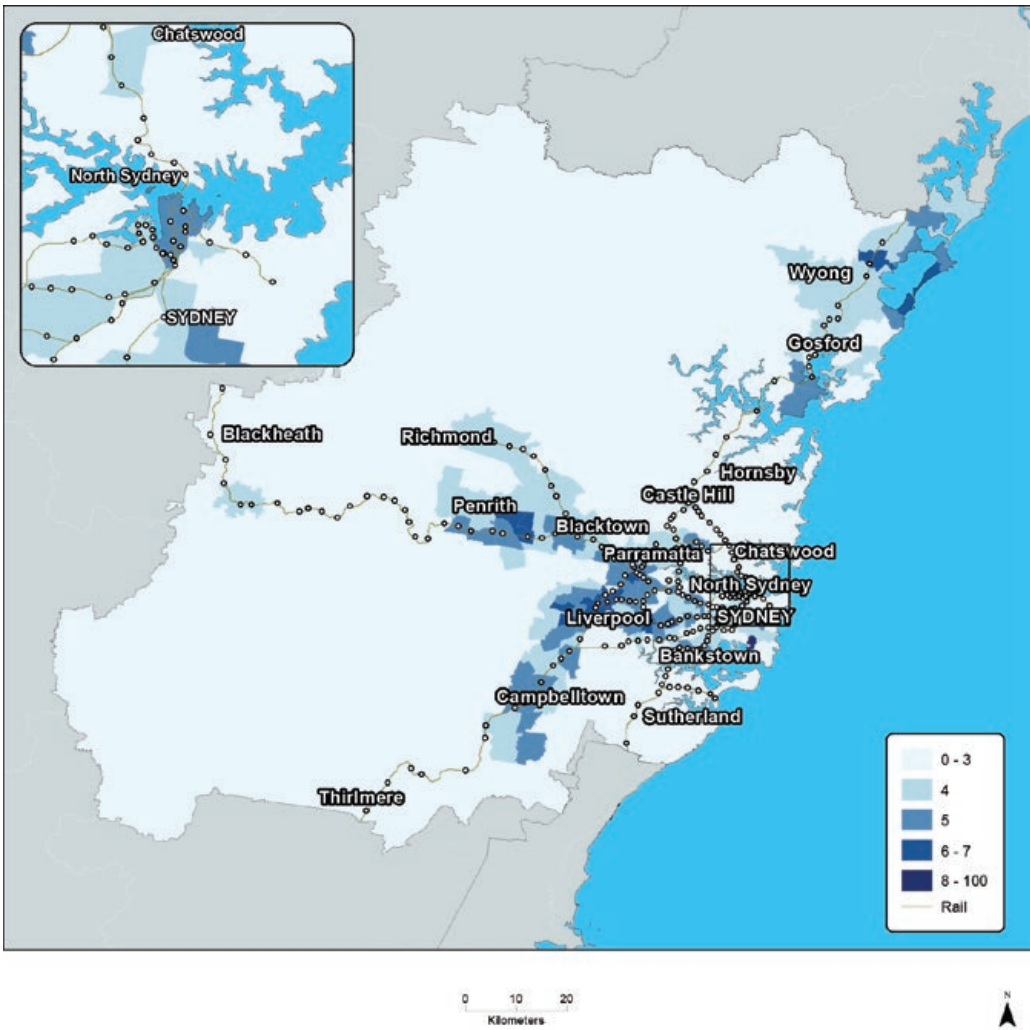 Chatswood
North Sydney
SYDNEY
Wyong
Gosford
Blackheath
Richmond
Hornsby
Castle Hill
Penrith
Blacktown
Parramatta
Chatswood
North Sydney
Liverpool
SYDNEY
Bankstown
Campbelltown
Sutherland
Thirlmere
0 - 3
4
5
6 - 7
8 - 100
Rail
0 10 20
Kilometers
N